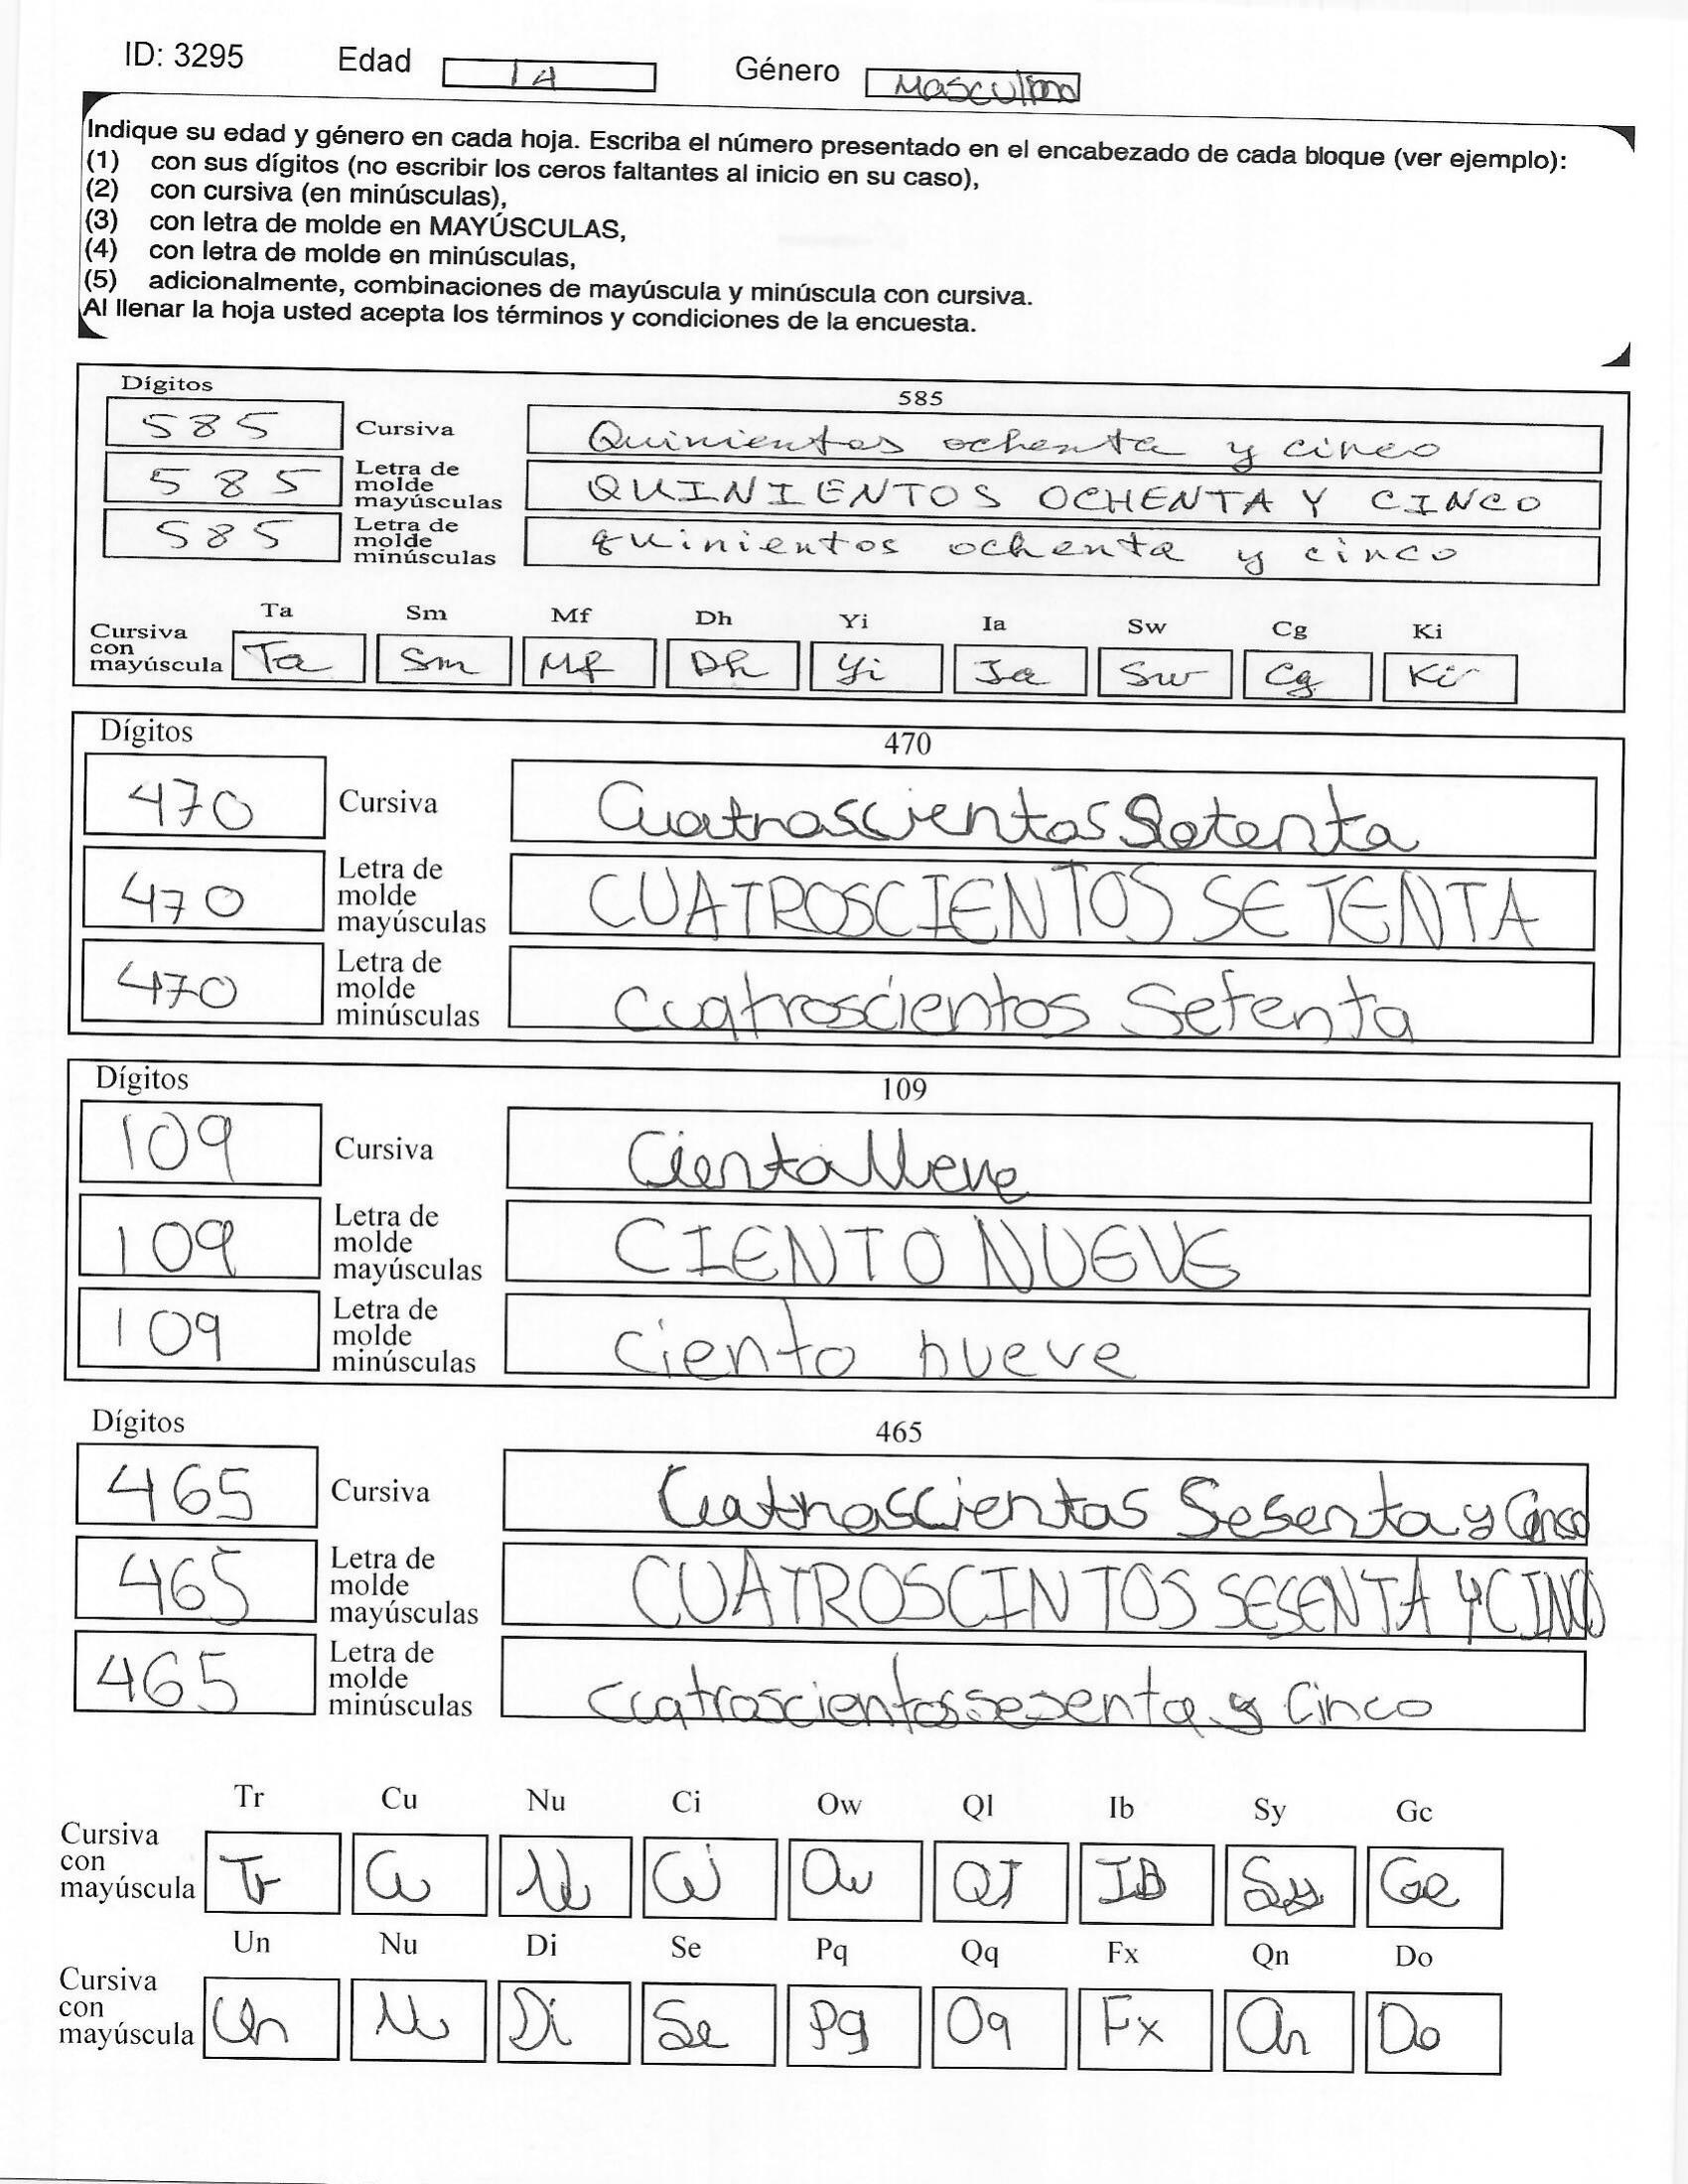 ID: 3295 Edad 14 Género Masculino
Indique su edad y género en cada hoja. Escriba el número presentado en el encabezado de cada bloque (ver ejemplo):
(1) con sus dígitos (no escribir los ceros faltantes al inicio en su caso),
(2) con cursiva (en minúsculas),
(3) con letra de molde en MAYÚSCULAS,
(4) con letra de molde en minúsculas,
(5) adicionalmente, combinaciones de mayúscula y minúscula con cursiva.
Al llenar la hoja usted acepta los términos y condiciones de la encuesta.
Dígitos 585
585 Cursiva Quinientos ochenta y cinco
585 Letra de molde mayúsculas QUINIENTOS OCHENTA Y CINCO
585 Letra de molde minúsculas quinientos ochenta y cinco
Ta Sm Mf Dh Yi Ia Sw Cg Ki
Cursiva con mayúscula Ta Sm Mf Dh Yi Ia Sw Cg Ki
Dígitos 470
470 Cursiva Cuatroscientos Setenta
470 Letra de molde mayúsculas CUATROSCIENTOS SETENTA
470 Letra de molde minúsculas cuatroscientos Setenta
Dígitos 109
109 Cursiva Ciento Nueve
109 Letra de molde mayúsculas CIENTO NUEVE
109 Letra de molde minúsculas ciento nueve
Dígitos 465
465 Cursiva Cuatroscientos Sesenta y Cinco
465 Letra de molde mayúsculas CUATROSCINTOS SESENTA Y CINCO
465 Letra de molde minúsculas cuatroscientos sesenta y Cinco
Tr Cu Nu Ci Ow Ql Ib Sy Gc
Cursiva con mayúscula Tr Cu Nu Ci Ow QI IB Sy Ge
Un Nu Di Se Pq Qq Fx Qn Do
Cursiva con mayúscula Un Nu Di Se Pq Oq Fx Qn Do